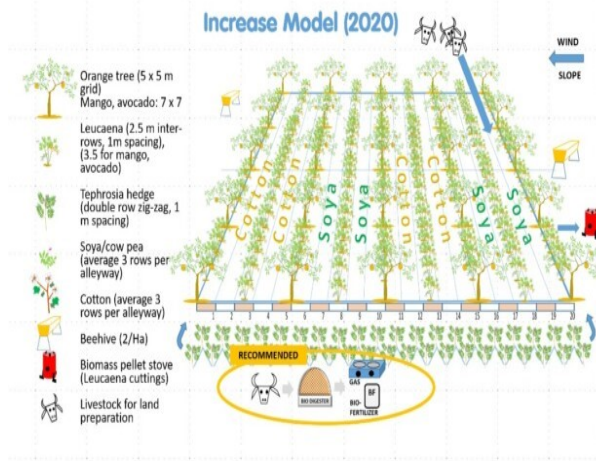 Increase Model (2020)
WIND
SLOPE
Orange tree (5 x 5 m
grid)
Mango, avocado: 7 x 7
Leucaena (2.5 m inter-
rows, 1m spacing),
(3.5 for mango,
avocado)
Tephrosia hedge
(double row zig-zag, 1
m spacing)
Soya/cow pea
(average 3 rows per
alleyway)
Cotton (average 3
rows per alleyway)
Beehive (2/Ha)
Biomass pellet stove
(Leucaena cuttings)
Livestock for land
preparation
Cotton
Cotton
Soya
Soya
Cotton
Cotton
Soya
Soya
1 2 3 4 5 6 7 8 9 10 11 12 13 14 15 16 17 18 19 20
RECOMMENDED
BIO DIGESTER
GAS
BF
BIO-
FERTILIZER